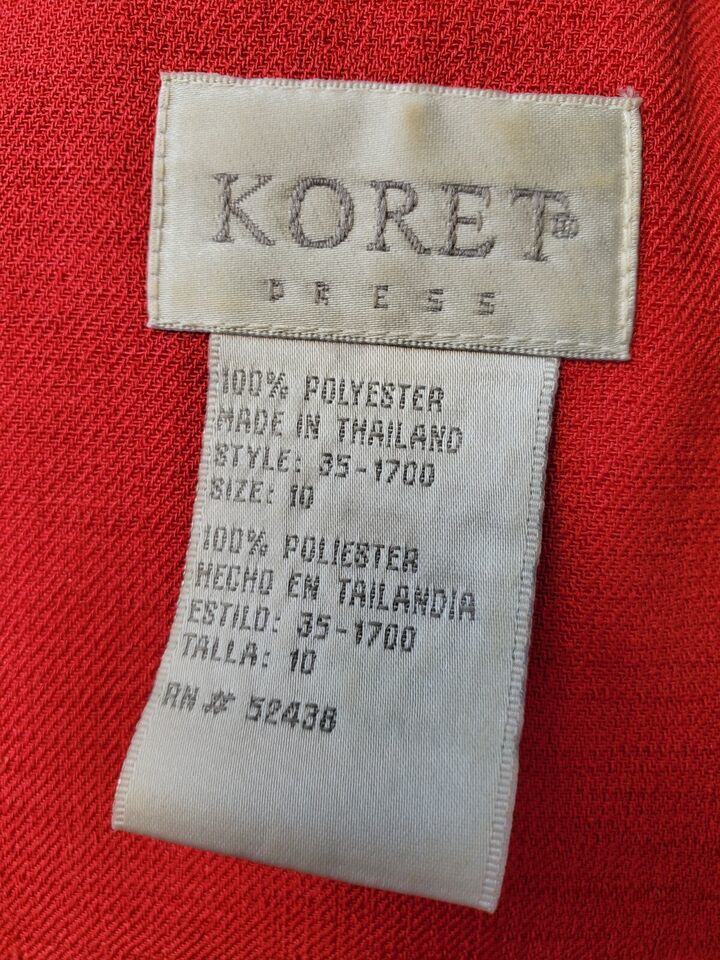 KORET®
DRESS
100% POLYESTER
MADE IN THAILAND
STYLE: 35-1700
SIZE: 10
100% POLIESTER
HECHO EN TAILANDIA
ESTILO: 35-1700
TALLA: 10
RN # 52438